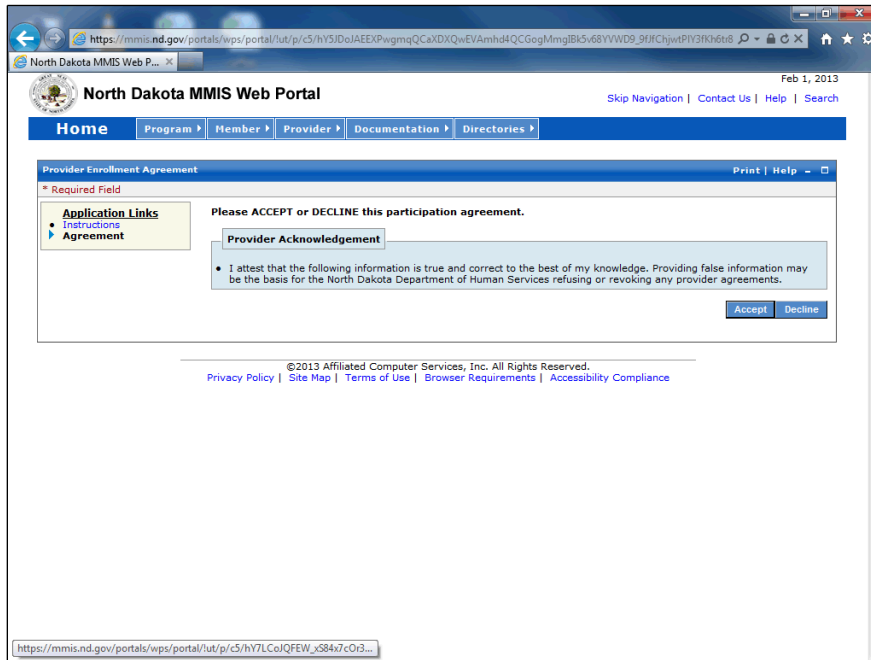 https://mmis.nd.gov/portals/wps/portal/!ut/p/c5/
North Dakota MMIS Web P...
Feb 1, 2013
North Dakota MMIS Web Portal
Skip Navigation | Contact Us | Help | Search
Home Program Member Provider Documentation Directories
Provider Enrollment Agreement Print | Help
* Required Field
Application Links
• Instructions
Agreement
Please ACCEPT or DECLINE this participation agreement.
Provider Acknowledgement
• I attest that the following information is true and correct to the best of my knowledge. Providing false information may
be the basis for the North Dakota Department of Human Services refusing or revoking any provider agreements.
Accept Decline
©2013 Affiliated Computer Services, Inc. All Rights Reserved.
Privacy Policy | Site Map | Terms of Use | Browser Requirements | Accessibility Compliance
https://mmis.nd.gov/portals/wps/portal/!ut/p/c5/hY7LCoJQFEW_xS84x7cOr3...